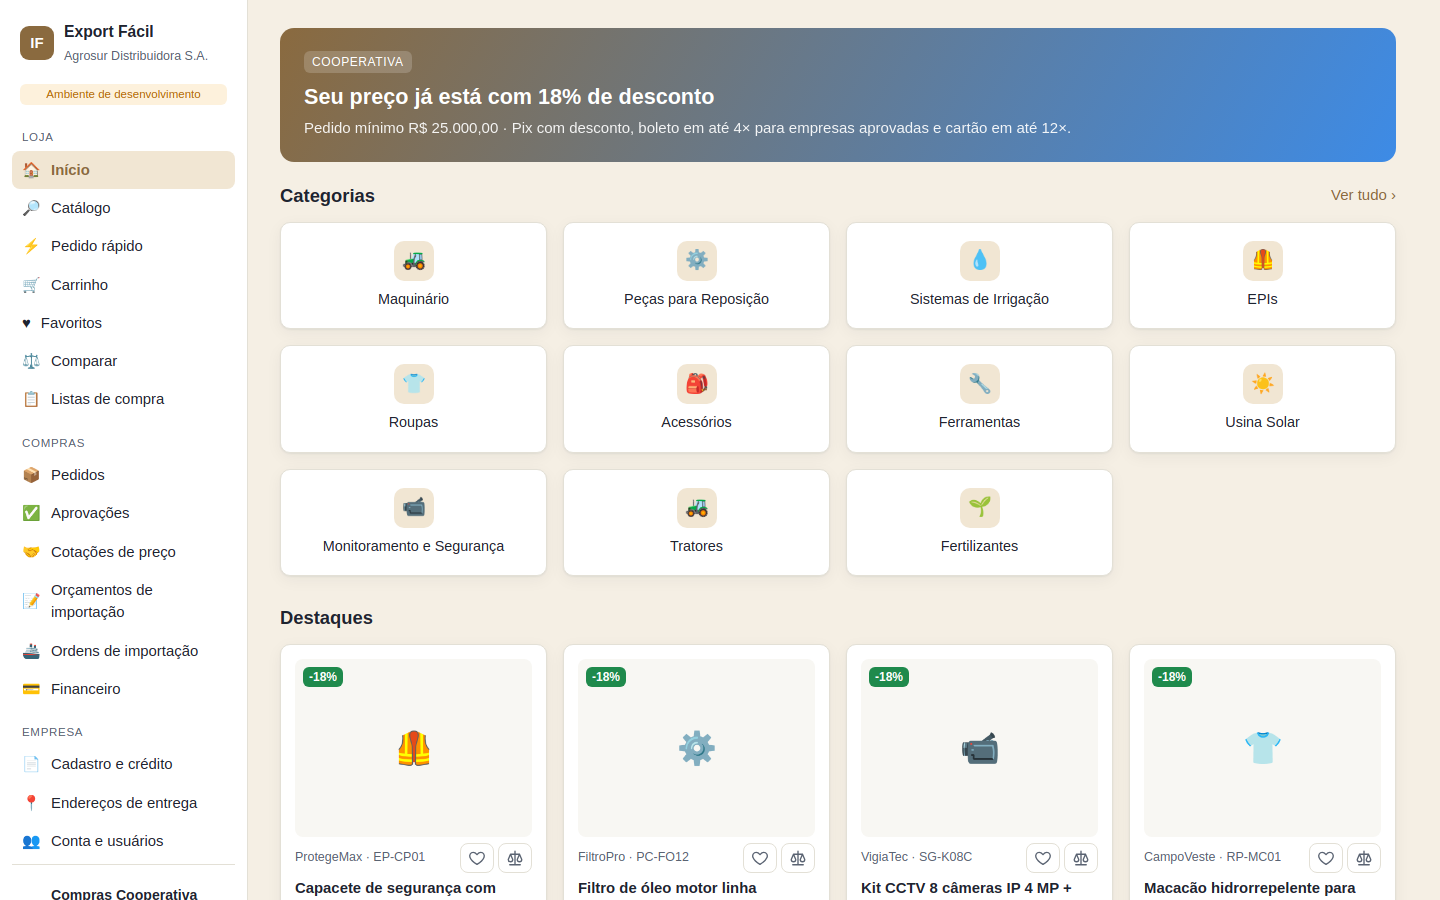 IF
Export Fácil
Agrosur Distribuidora S.A.
Ambiente de desenvolvimento
LOJA
Início
Catálogo
Pedido rápido
Carrinho
Favoritos
Comparar
Listas de compra
COMPRAS
Pedidos
Aprovações
Cotações de preço
Orçamentos de
importação
Ordens de importação
Financeiro
EMPRESA
Cadastro e crédito
Endereços de entrega
Conta e usuários
Compras Cooperativa
COOPERATIVA
Seu preço já está com 18% de desconto
Pedido mínimo R$ 25.000,00 · Pix com desconto, boleto em até 4× para empresas aprovadas e cartão em até 12×.
Categorias
Ver tudo ›
Maquinário
Peças para Reposição
Sistemas de Irrigação
EPIs
Roupas
Acessórios
Ferramentas
Usina Solar
Monitoramento e Segurança
Tratores
Fertilizantes
Destaques
-18%
ProtegeMax · EP-CP01
Capacete de segurança com
-18%
FiltroPro · PC-FO12
Filtro de óleo motor linha
-18%
VigiaTec · SG-K08C
Kit CCTV 8 câmeras IP 4 MP +
-18%
CampoVeste · RP-MC01
Macacão hidrorrepelente para